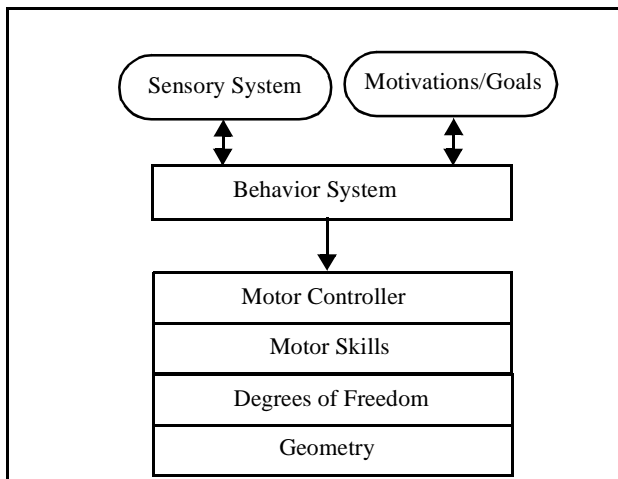 Sensory System
Motivations/Goals
Behavior System
Motor Controller
Motor Skills
Degrees of Freedom
Geometry